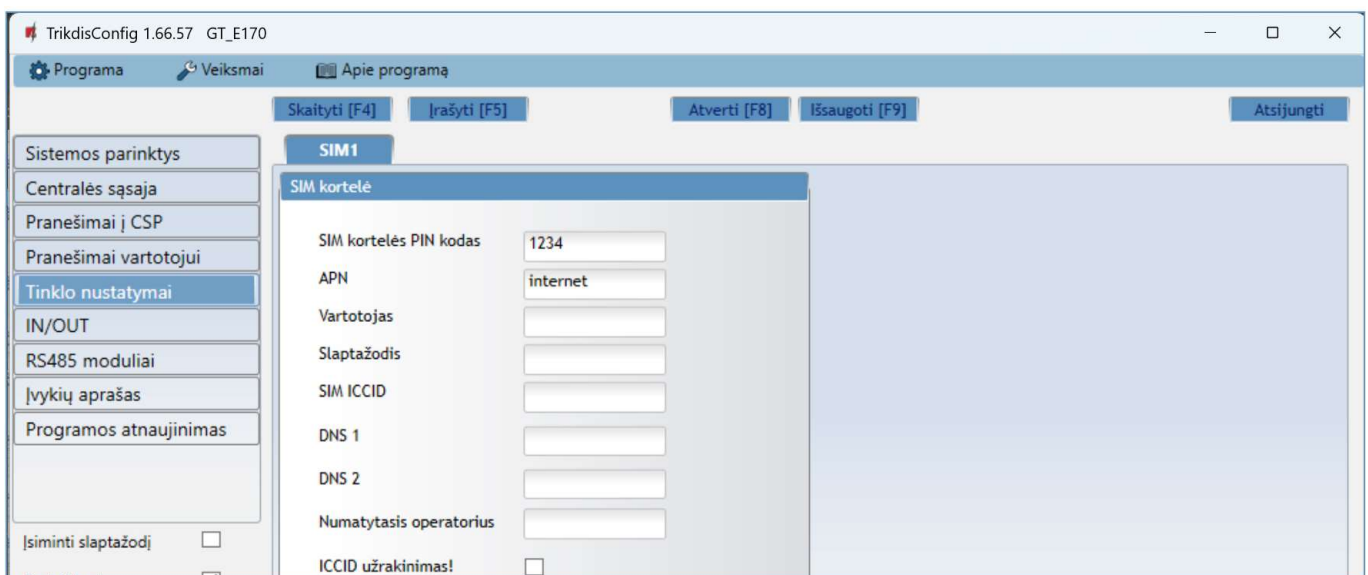 TrikdisConfig 1.66.57 GT_E170
Programa Veiksmai Apie programą
Skaityti [F4] Įrašyti [F5] Atverti [F8] Išsaugoti [F9] Atsijungti
Sistemos parinktys
Centralės sąsaja
Pranešimai į CSP
Pranešimai vartotojui
Tinklo nustatymai
IN/OUT
RS485 moduliai
Įvykių aprašas
Programos atnaujinimas
Įsiminti slaptažodį
SIM1
SIM kortelė
SIM kortelės PIN kodas 1234
APN internet
Vartotojas
Slaptažodis
SIM ICCID
DNS 1
DNS 2
Numatytasis operatorius
ICCID užrakinimas!